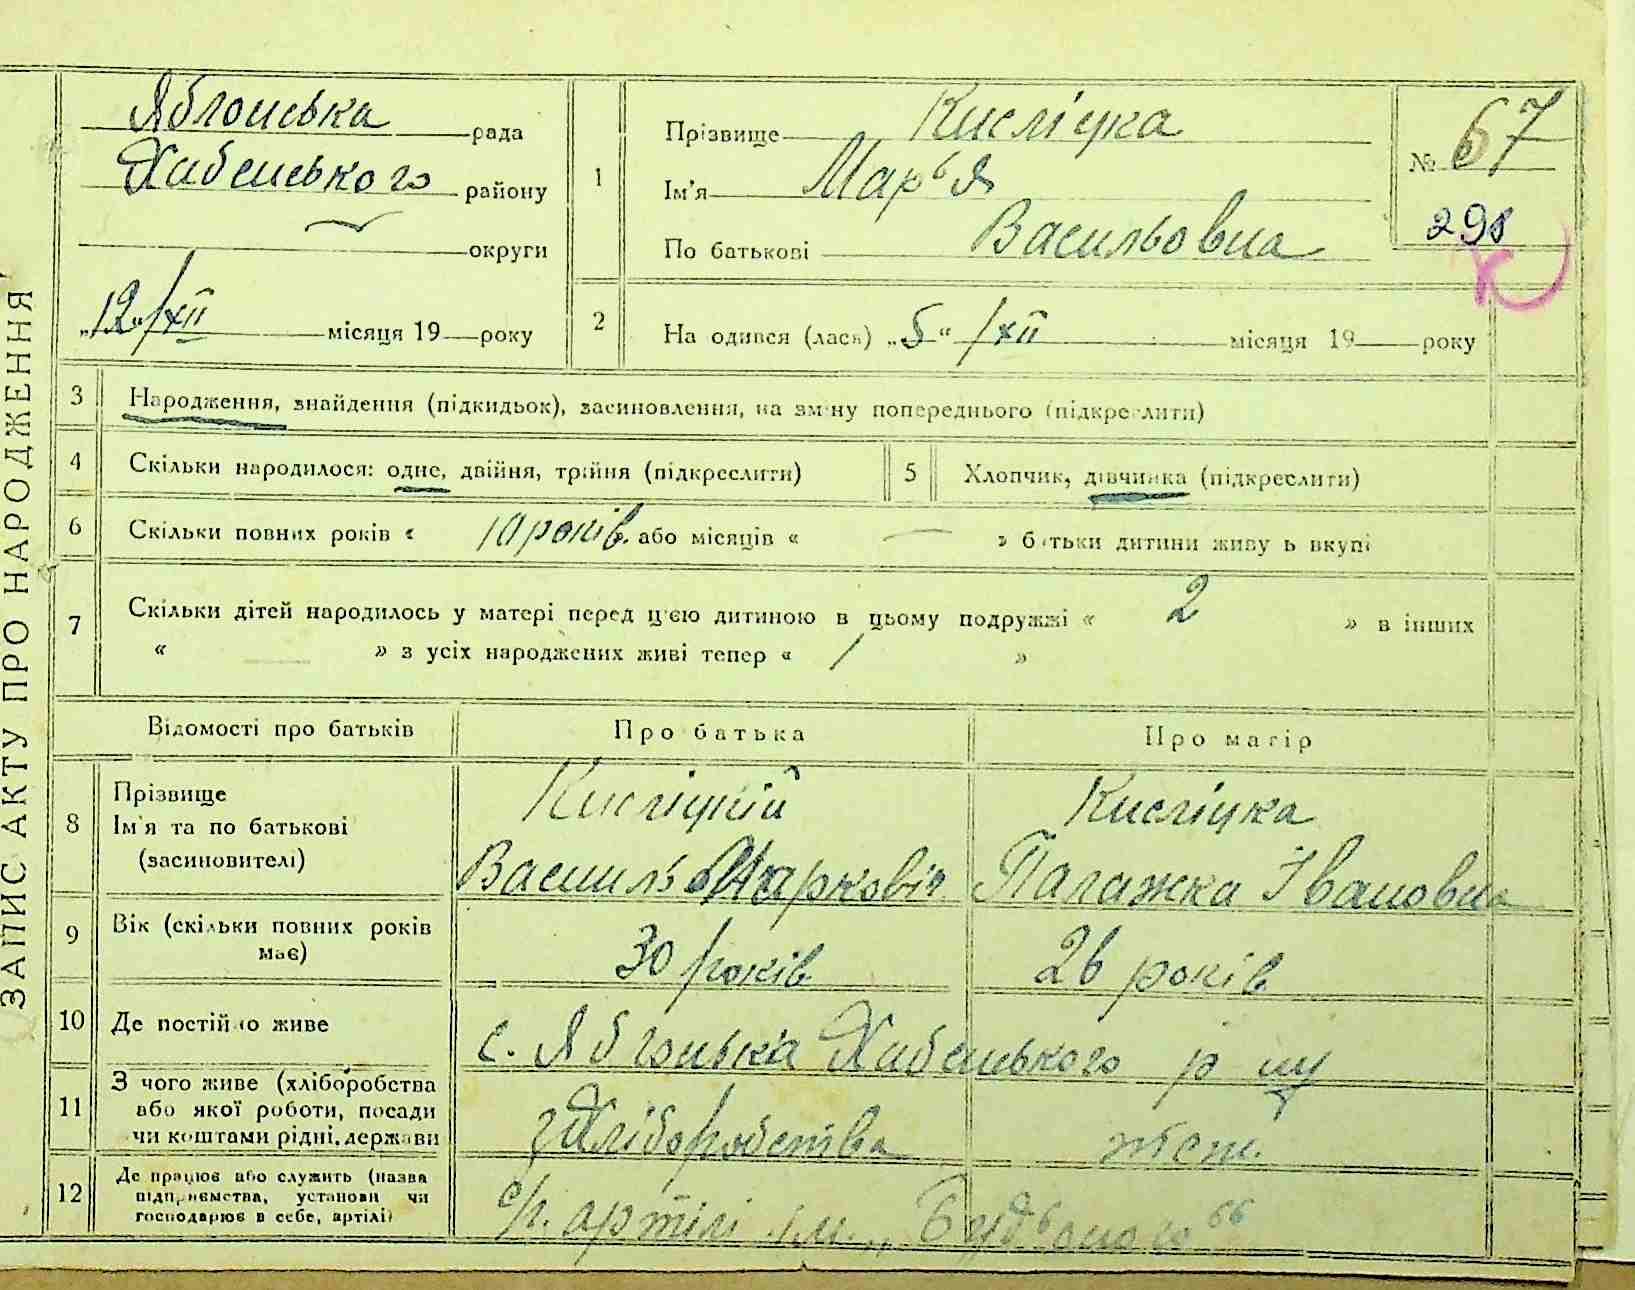 ЗАПИС АКТУ ПРО НАРОДЖЕННЯ
Яблонська рада
Хабенського району
округи
„12“/XII місяця 19 року
1
Прізвище Кисліцка
Ім'я Мар'я
По батькові Васильовна
№ 67
298
К
2 На одився (лась) „5“ /XII місяця 19 року
3 Народження, знайдення (підкидьок), засиновлення, на зміну попереднього (підкреслити)
4 Скільки народилося: одне, двійня, трійня (підкреслити)
5 Хлопчик, дівчинка (підкреслити)
6 Скільки повних років « 10 років. або місяців « — » батьки дитини живу ь вкупі
7 Скільки дітей народилось у матері перед цією дитиною в цьому подружжі « 2 » в інших
« — » з усіх народжених живі тепер « 1 »
Відомості про батьків
Про батька
Про матір
8 Прізвище
Ім'я та по батькові
(засиновителі)
Кисліцкий
Василь Маркович
Кисліцка
Палажка Івановна
9 Вік (скільки повних років
має)
30 років
26 років
10 Де постійно живе
с. Яблонька Хабенського р ну
11 З чого живе (хліборобства
або якої роботи, посади
чи коштами рідні, держави
з Хліборобства
теж.
12 Де працює або служить (назва
підприємства, установи чи
господарює в себе, артілі)
с/г. артілі ім. „Будьоного“